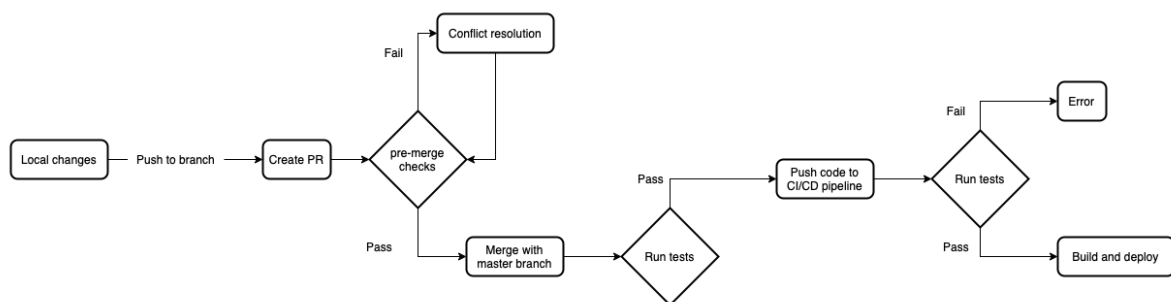 Conflict resolution
Fail
Local changes
Push to branch
Create PR
pre-merge
checks
Pass
Merge with
master branch
Run tests
Pass
Push code to
CI/CD pipeline
Run tests
Fail
Error
Pass
Build and deploy